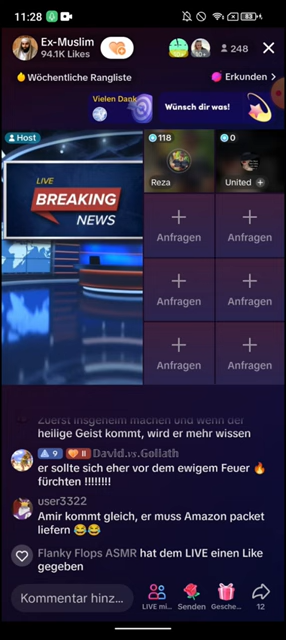 11:28
83
Ex-Muslim
94.1K Likes
248
Wöchentliche Rangliste
Erkunden
Vielen Dank
Wünsch dir was!
Host
118
0
LIVE
BREAKING
NEWS
Reza
United
Anfragen
Anfragen
Anfragen
Anfragen
Anfragen
Anfragen
Zuerst insgeheim machen und wenn der
heilige Geist kommt, wird er mehr wissen
9 II David.vs.Goliath
er sollte sich eher vor dem ewigem Feuer 🔥
fürchten !!!!!!!!
user3322
Amir kommt gleich, er muss Amazon packet
liefern 😂😂
Flanky Flops ASMR hat dem LIVE einen Like
gegeben
Kommentar hinz...
LIVE mi...
Senden
Gesche...
12